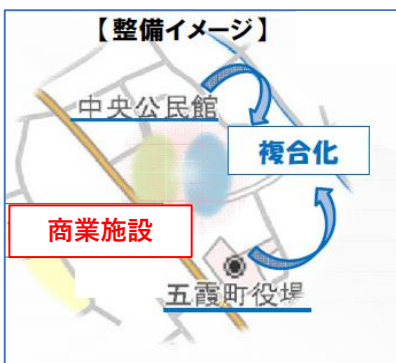 【整備イメージ】
中央公民館
複合化
商業施設
五霞町役場